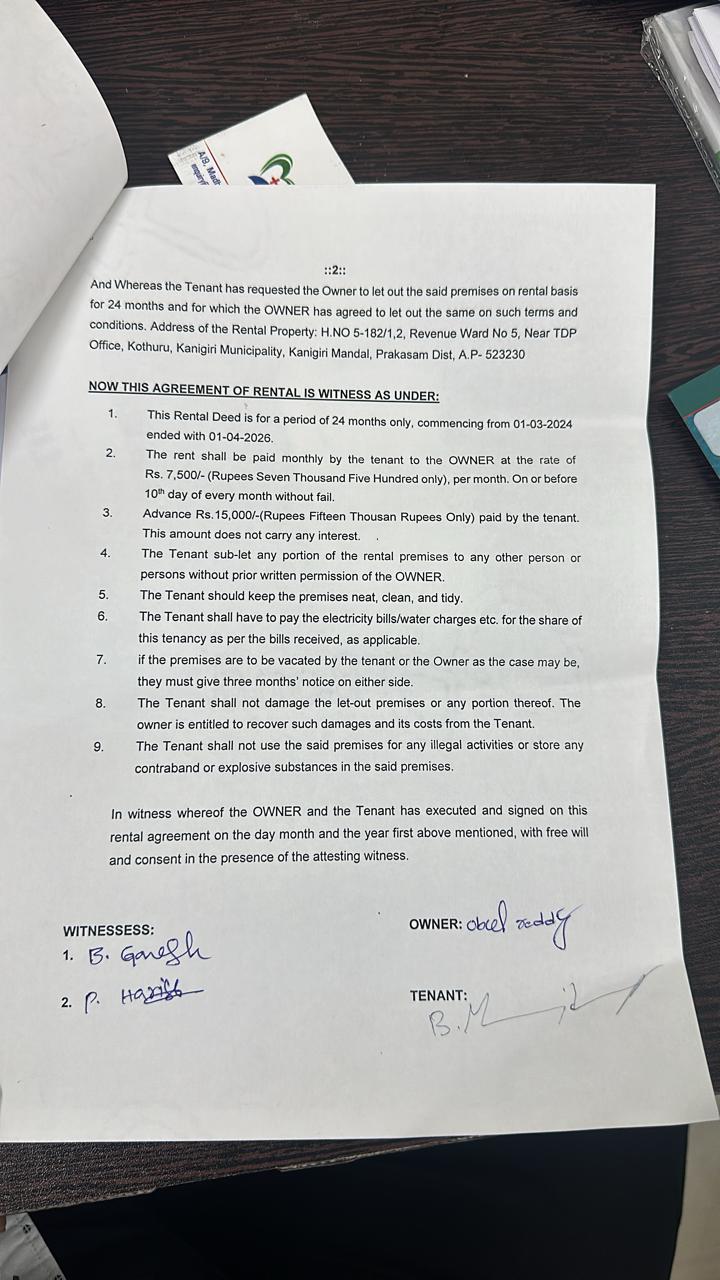 A/B, Madh
enquiry
::2::
And Whereas the Tenant has requested the Owner to let out the said premises on rental basis
for 24 months and for which the OWNER has agreed to let out the same on such terms and
conditions. Address of the Rental Property: H.NO 5-182/1,2, Revenue Ward No 5, Near TDP
Office, Kothuru, Kanigiri Municipality, Kanigiri Mandal, Prakasam Dist, A.P- 523230
NOW THIS AGREEMENT OF RENTAL IS WITNESS AS UNDER:
1. This Rental Deed is for a period of 24 months only, commencing from 01-03-2024
ended with 01-04-2026.
2. The rent shall be paid monthly by the tenant to the OWNER at the rate of
Rs. 7,500/- (Rupees Seven Thousand Five Hundred only), per month. On or before
10th day of every month without fail.
3. Advance Rs.15,000/-(Rupees Fifteen Thousan Rupees Only) paid by the tenant.
This amount does not carry any interest.
4. The Tenant sub-let any portion of the rental premises to any other person or
persons without prior written permission of the OWNER.
5. The Tenant should keep the premises neat, clean, and tidy.
6. The Tenant shall have to pay the electricity bills/water charges etc. for the share of
this tenancy as per the bills received, as applicable.
7. if the premises are to be vacated by the tenant or the Owner as the case may be,
they must give three months' notice on either side.
8. The Tenant shall not damage the let-out premises or any portion thereof. The
owner is entitled to recover such damages and its costs from the Tenant.
9. The Tenant shall not use the said premises for any illegal activities or store any
contraband or explosive substances in the said premises.
In witness whereof the OWNER and the Tenant has executed and signed on this
rental agreement on the day month and the year first above mentioned, with free will
and consent in the presence of the attesting witness.
WITNESSESS:
1. B. Ganesh
2. P. Harish
OWNER: obul reddy
TENANT:
B.M